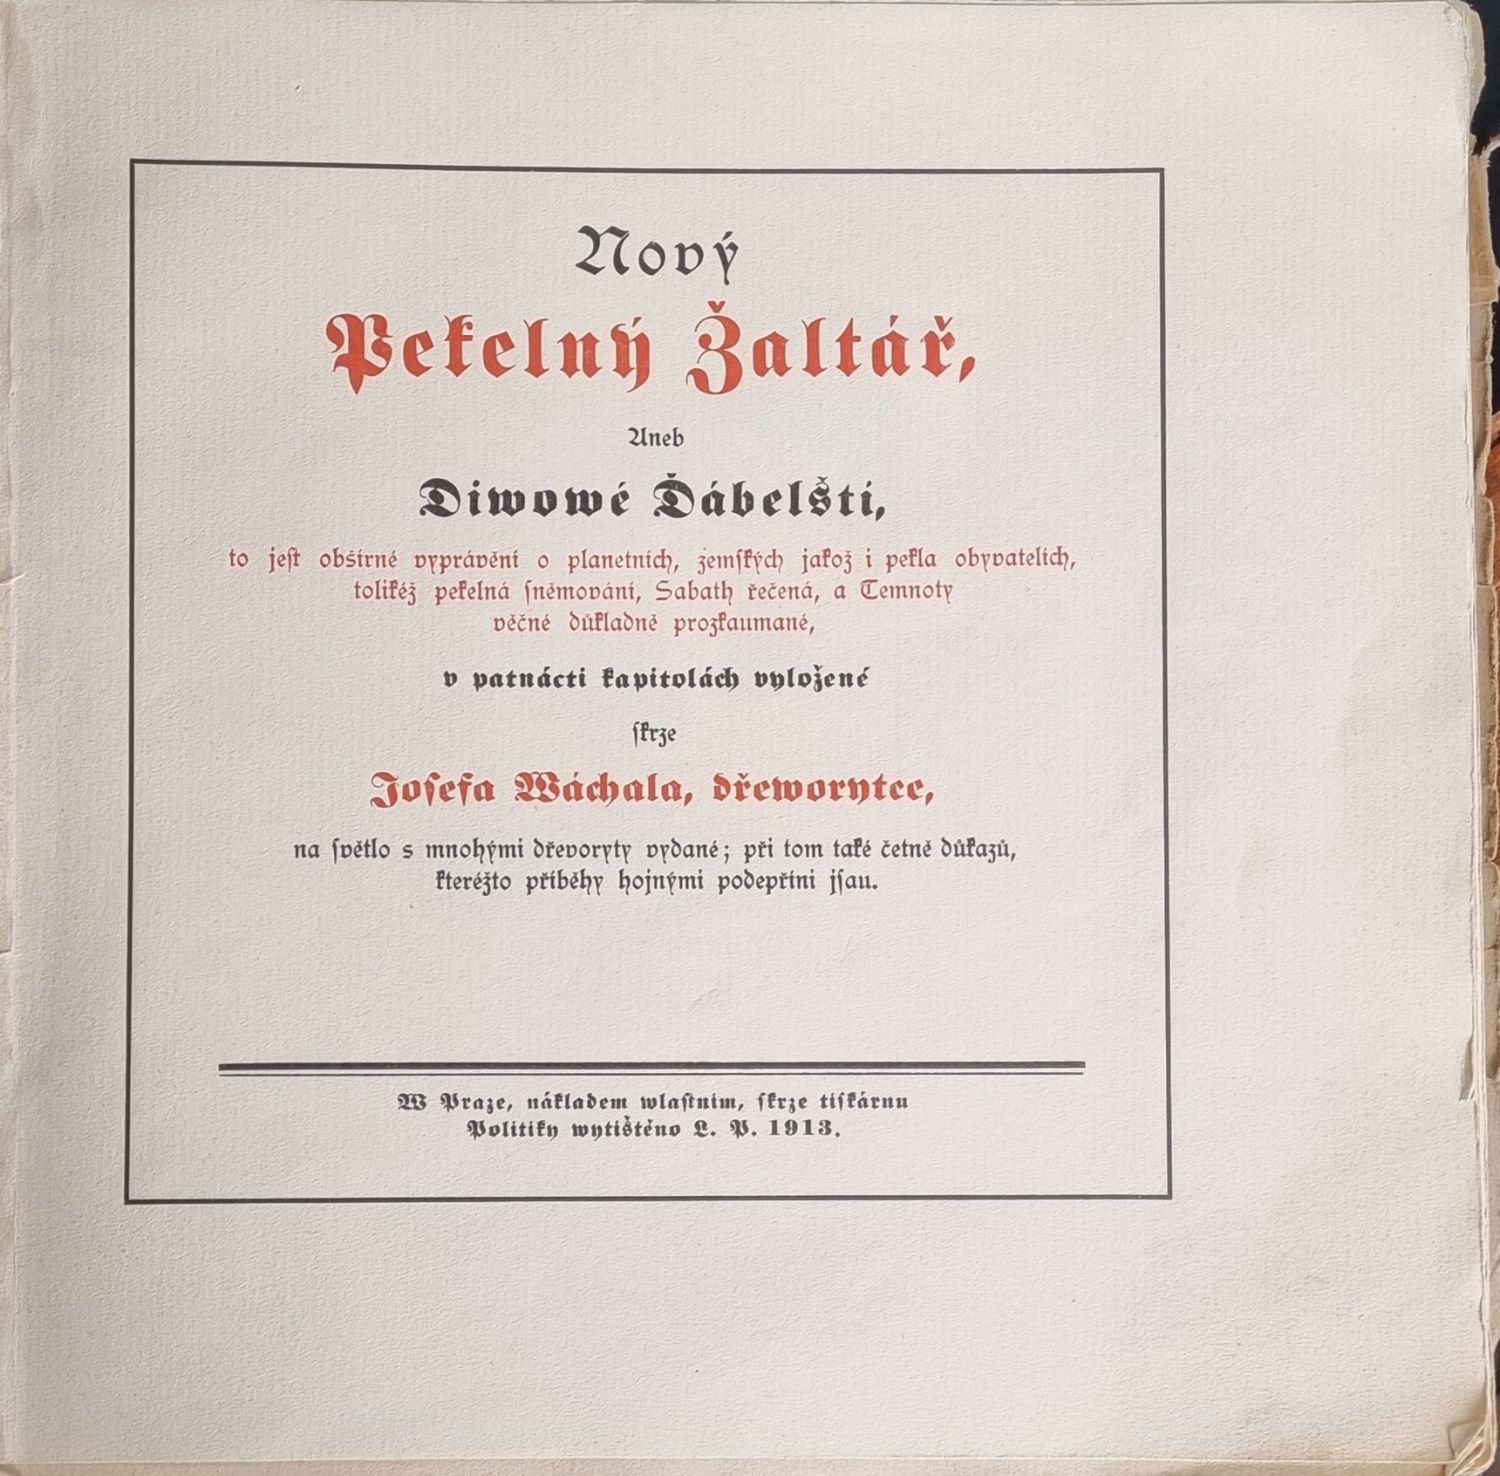 Nový
Pekelný Žaltář,
Aneb
Diwowé Ďábelští,
to jeſt obšírné vyprávění o planetních, zemſkých jakož i pekla obyvatelích,
tolikéž pekelná ſněmování, Sabath řečená, a Temnoty
věčné důkladně prozkaumané,
v patnácti kapitolách vyložené
ſkrze
Joſefa Wáchala, dřeworytce,
na ſvětlo s mnohými dřevoryty vydané; při tom také četně důkazů,
kteréžto příběhy hojnými podepříni jſau.
W Praze, nákladem wlaſtním, ſkrze tiſkárnu
Politiky wytištěno L. P. 1913.